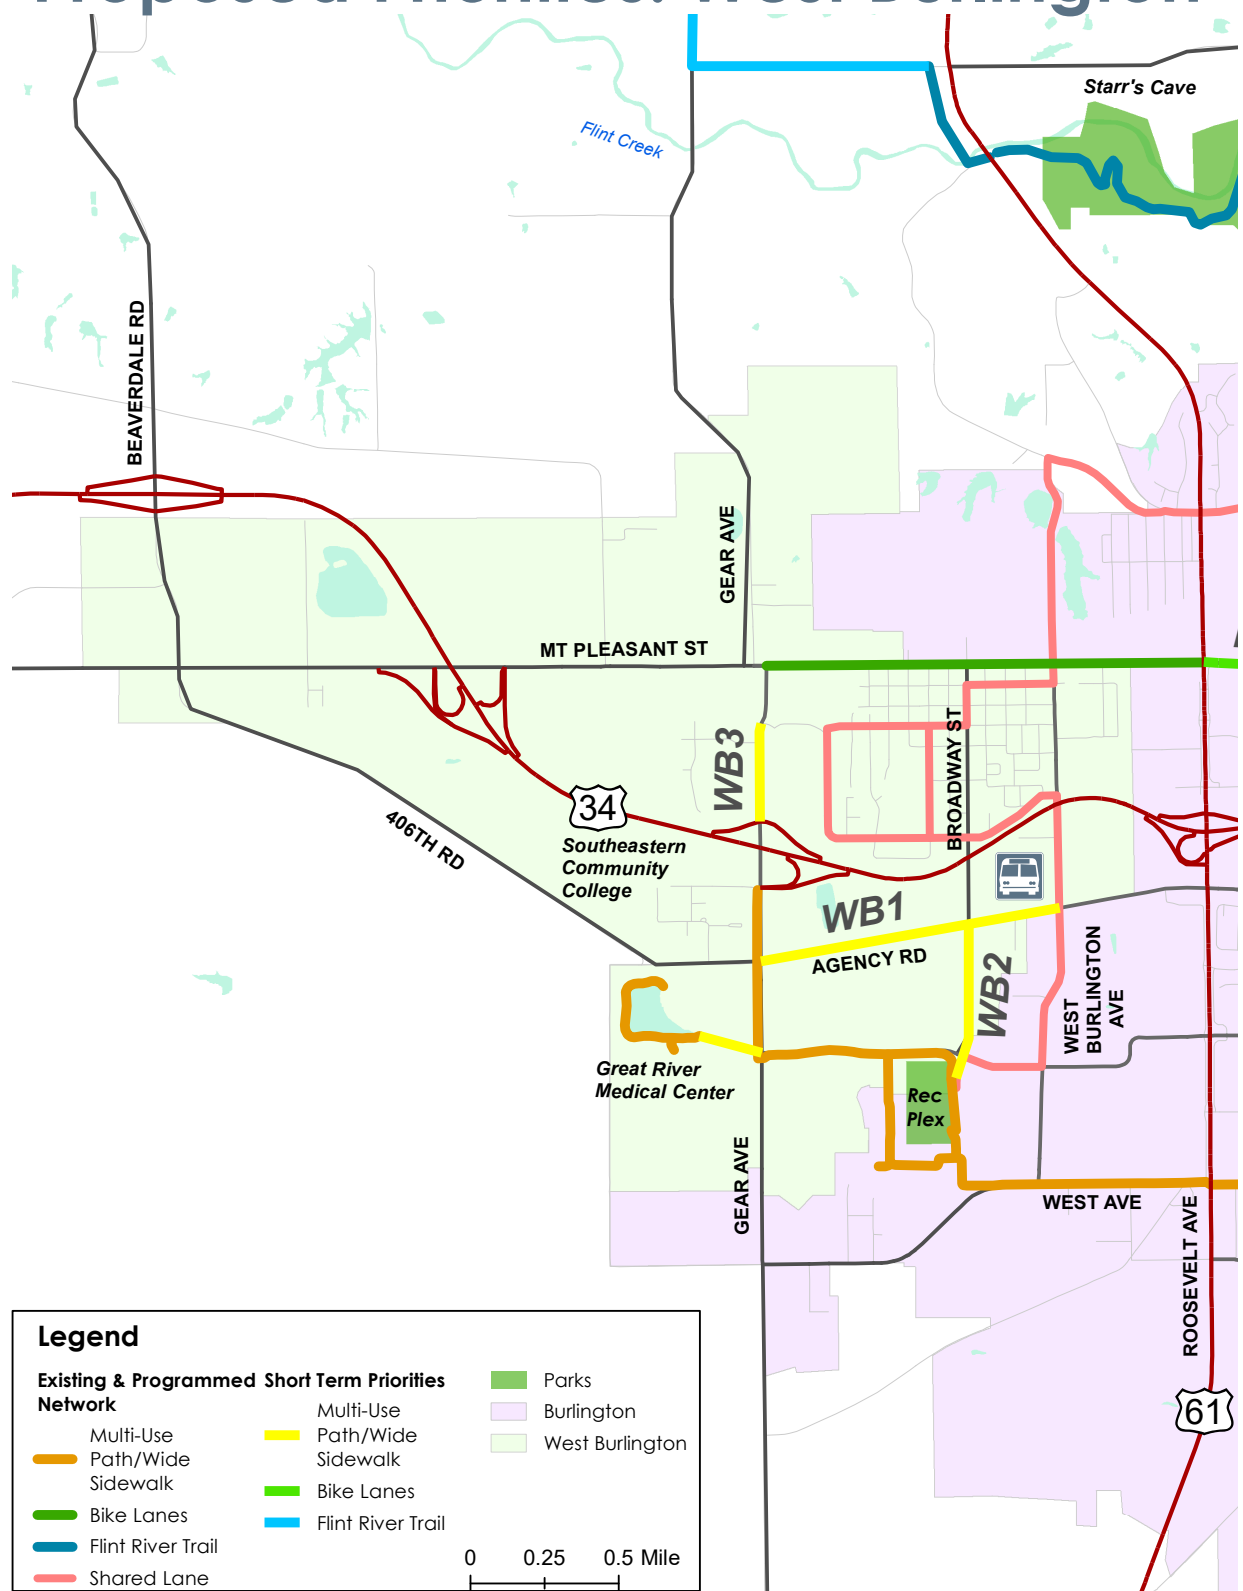 Proposed Priorities: West Burlington
Starr's Cave
Flint Creek
BEAVERDALE RD
GEAR AVE
MT PLEASANT ST
WB3
BROADWAY ST
34
406TH RD
Southeastern
Community
College
WB1
AGENCY RD
WB2
WEST
BURLINGTON
AVE
Great River
Medical Center
Rec
Plex
GEAR AVE
WEST AVE
ROOSEVELT AVE
61
Legend
Existing & Programmed
Network
Multi-Use
Path/Wide
Sidewalk
Bike Lanes
Flint River Trail
Shared Lane
Short Term Priorities
Multi-Use
Path/Wide
Sidewalk
Bike Lanes
Flint River Trail
Parks
Burlington
West Burlington
0 0.25 0.5 Mile